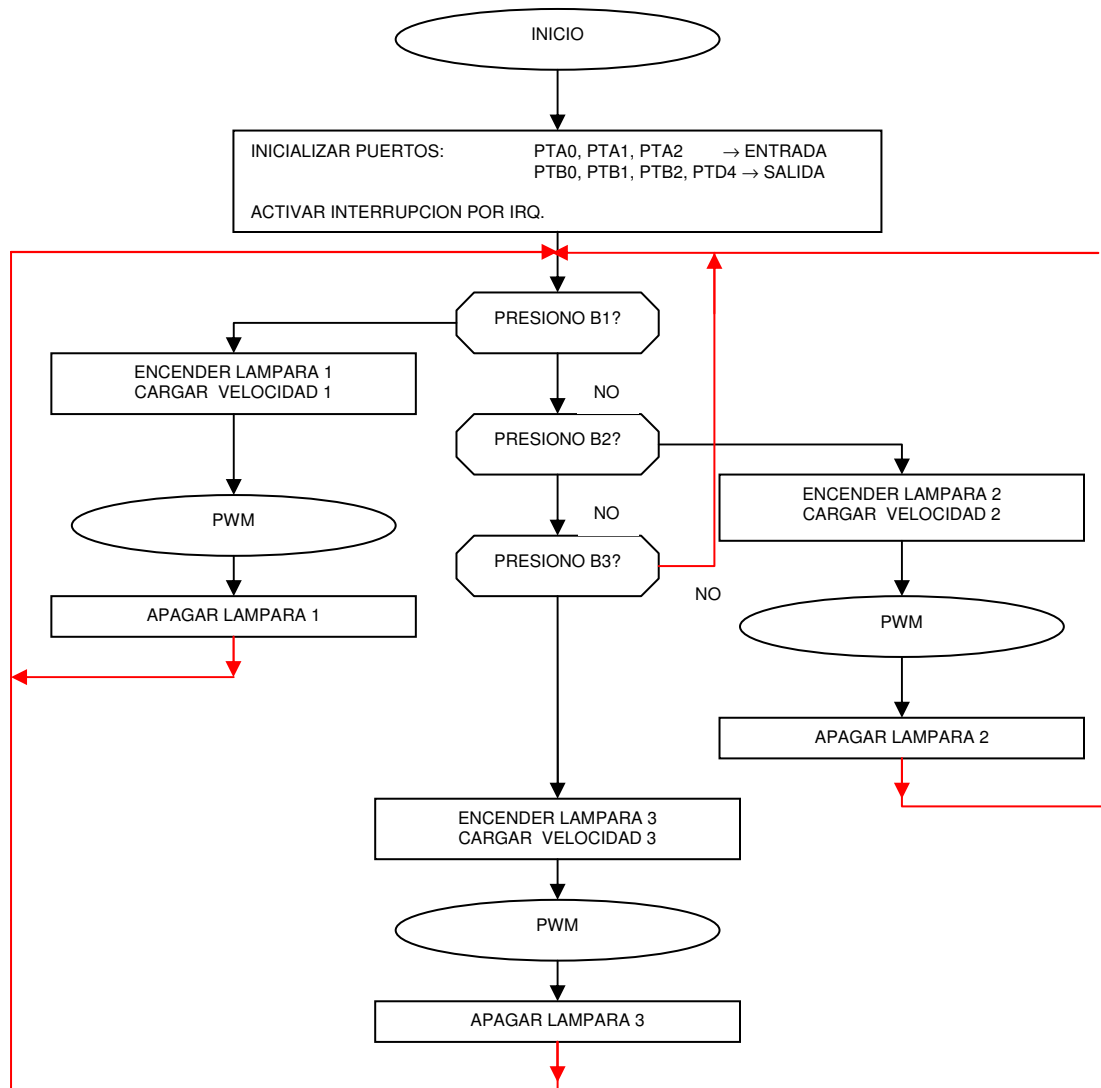 INICIO
INICIALIZAR PUERTOS: PTA0, PTA1, PTA2 → ENTRADA
PTB0, PTB1, PTB2, PTD4 → SALIDA
ACTIVAR INTERRUPCION POR IRQ.
PRESIONO B1?
ENCENDER LAMPARA 1
CARGAR VELOCIDAD 1
NO
PRESIONO B2?
ENCENDER LAMPARA 2
CARGAR VELOCIDAD 2
PWM
NO
PRESIONO B3?
NO
APAGAR LAMPARA 1
PWM
APAGAR LAMPARA 2
ENCENDER LAMPARA 3
CARGAR VELOCIDAD 3
PWM
APAGAR LAMPARA 3